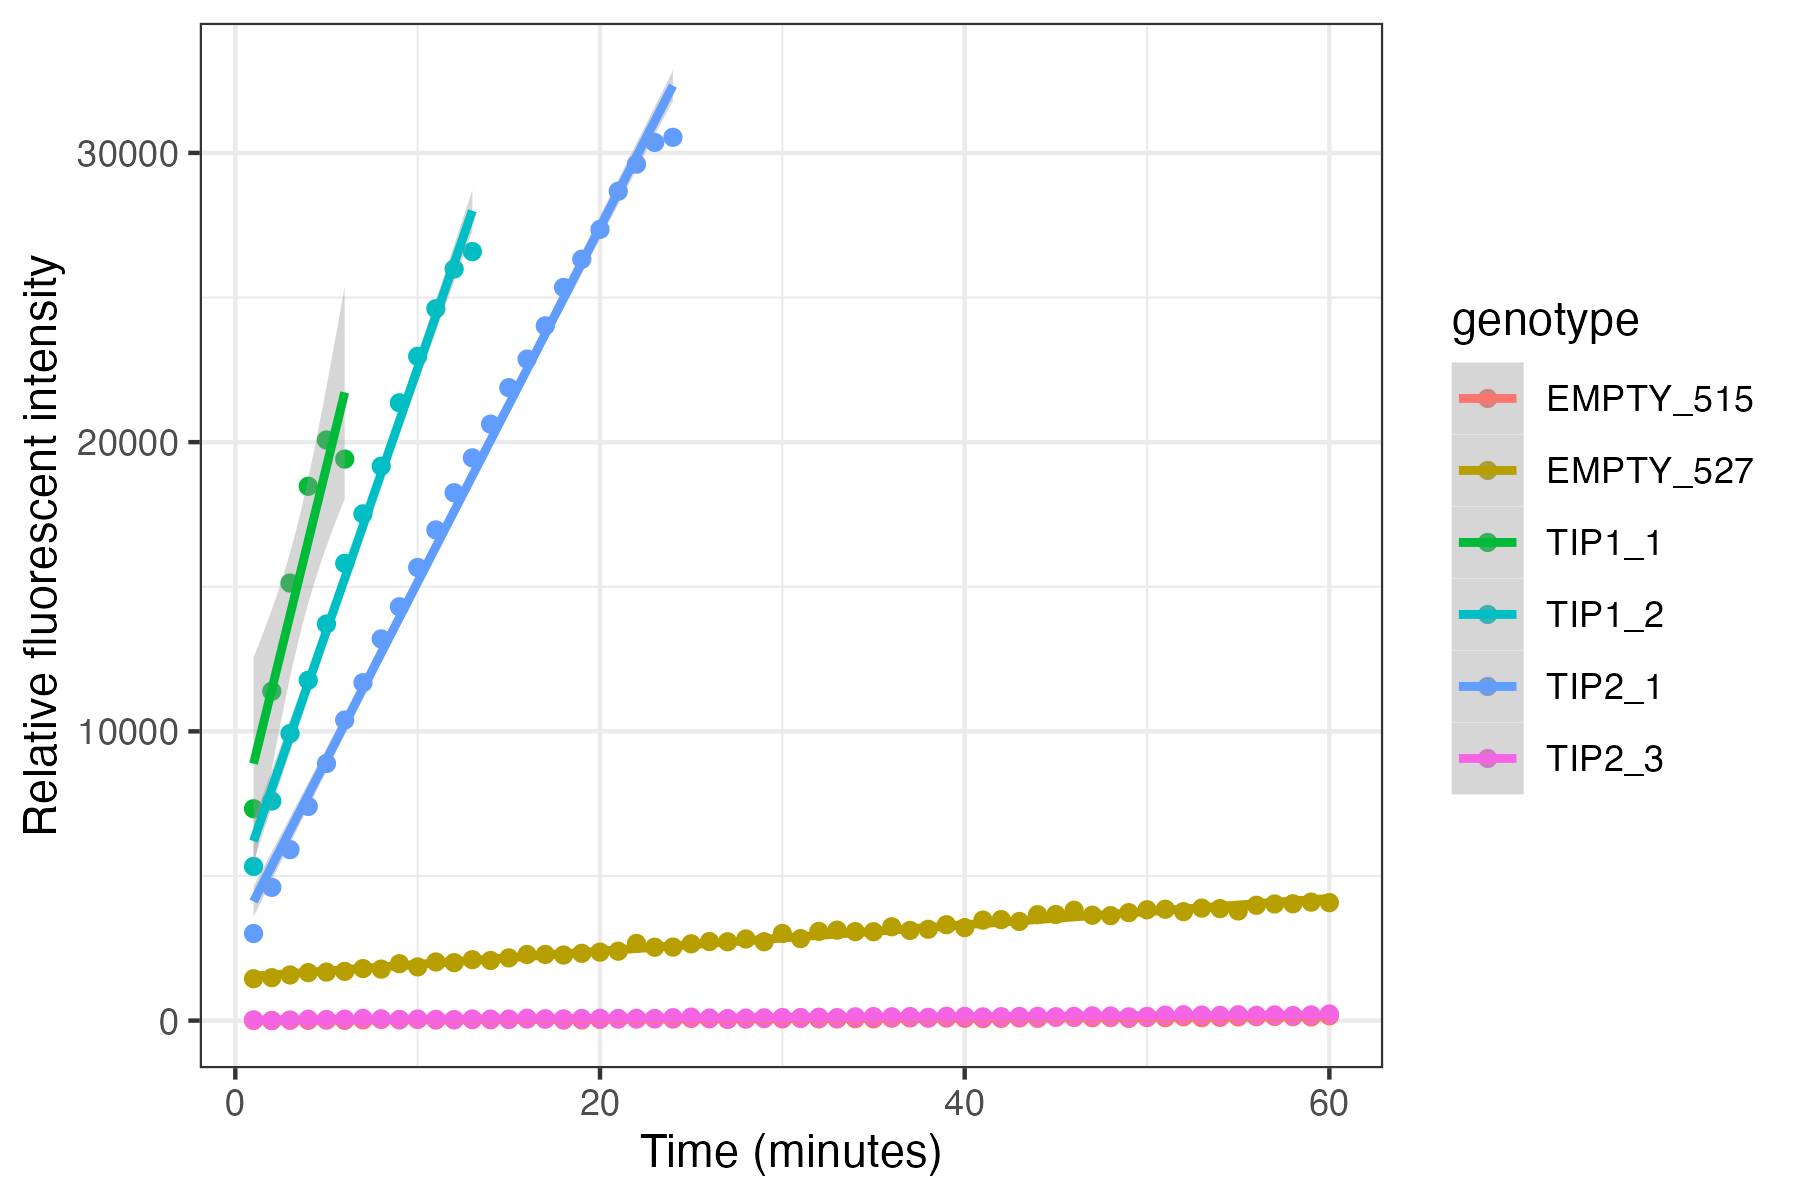 Relative fluorescent intensity
30000
20000
10000
0
0
20
40
60
Time (minutes)
genotype
EMPTY_515
EMPTY_527
TIP1_1
TIP1_2
TIP2_1
TIP2_3